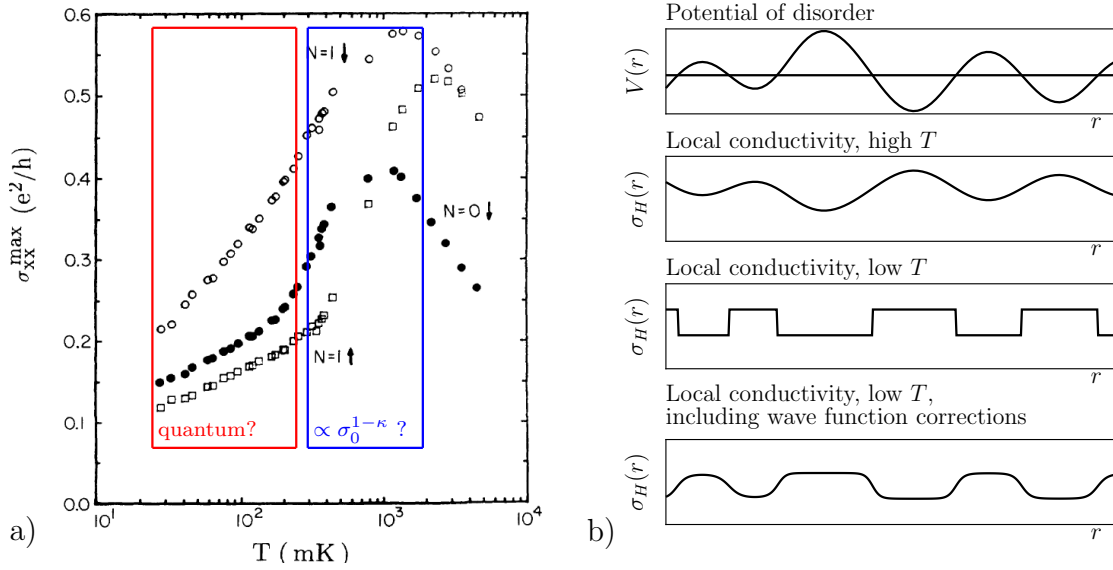 0.6
0.5
0.4
0.3
0.2
0.1
0.0
σ_xx^max (e²/h)
N=1↓
N=0↓
N=1↑
quantum?
∝ σ₀^{1−κ} ?
10¹
10²
10³
10⁴
T (mK)
a)
Potential of disorder
V(r)
r
Local conductivity, high T
σ_H(r)
r
Local conductivity, low T
σ_H(r)
r
Local conductivity, low T,
including wave function corrections
σ_H(r)
r
b)